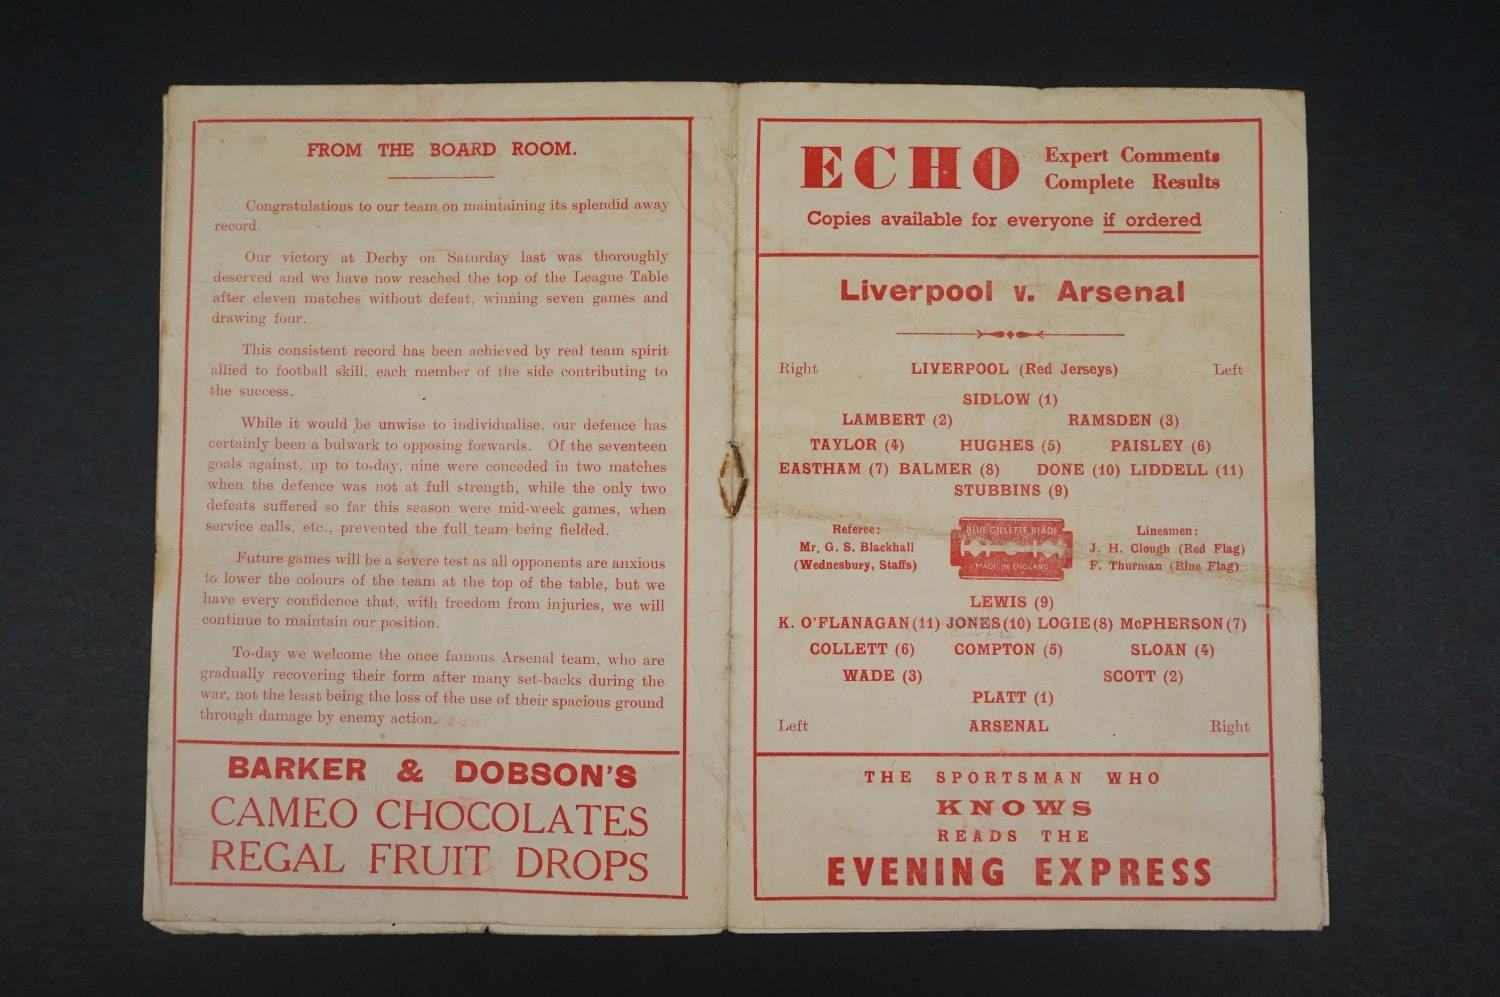 FROM THE BOARD ROOM.
Congratulations to our team on maintaining its splendid away
record.
Our victory at Derby on Saturday last was thoroughly
deserved and we have now reached the top of the League Table
after eleven matches without defeat, winning seven games and
drawing four.
This consistent record has been achieved by real team spirit
allied to football skill, each member of the side contributing to
the success.
While it would be unwise to individualise, our defence has
certainly been a bulwark to opposing forwards. Of the seventeen
goals against, up to to-day, nine were conceded in two matches
when the defence was not at full strength, while the only two
defeats suffered so far this season were mid-week games, when
service calls, etc., prevented the full team being fielded.
Future games will be a severe test as all opponents are anxious
to lower the colours of the team at the top of the table, but we
have every confidence that, with freedom from injuries, we will
continue to maintain our position.
To-day we welcome the once famous Arsenal team, who are
gradually recovering their form after many set-backs during the
war, not the least being the loss of the use of their spacious ground
through damage by enemy action.
BARKER & DOBSON'S
CAMEO CHOCOLATES
REGAL FRUIT DROPS
ECHO Expert Comments
Complete Results
Copies available for everyone if ordered
Liverpool v. Arsenal
Right LIVERPOOL (Red Jerseys) Left
SIDLOW (1)
LAMBERT (2) RAMSDEN (3)
TAYLOR (4) HUGHES (5) PAISLEY (6)
EASTHAM (7) BALMER (8) DONE (10) LIDDELL (11)
STUBBINS (9)
Referee:
Mr. G. S. Blackhall
(Wednesbury, Staffs)
BLUE GILLETTE BLADE
MADE IN ENGLAND
Linesmen:
J. H. Clough (Red Flag)
F. Thurman (Blue Flag)
LEWIS (9)
K. O'FLANAGAN (11) JONES (10) LOGIE (8) McPHERSON (7)
COLLETT (6) COMPTON (5) SLOAN (4)
WADE (3) SCOTT (2)
PLATT (1)
Left ARSENAL Right
THE SPORTSMAN WHO
KNOWS
READS THE
EVENING EXPRESS